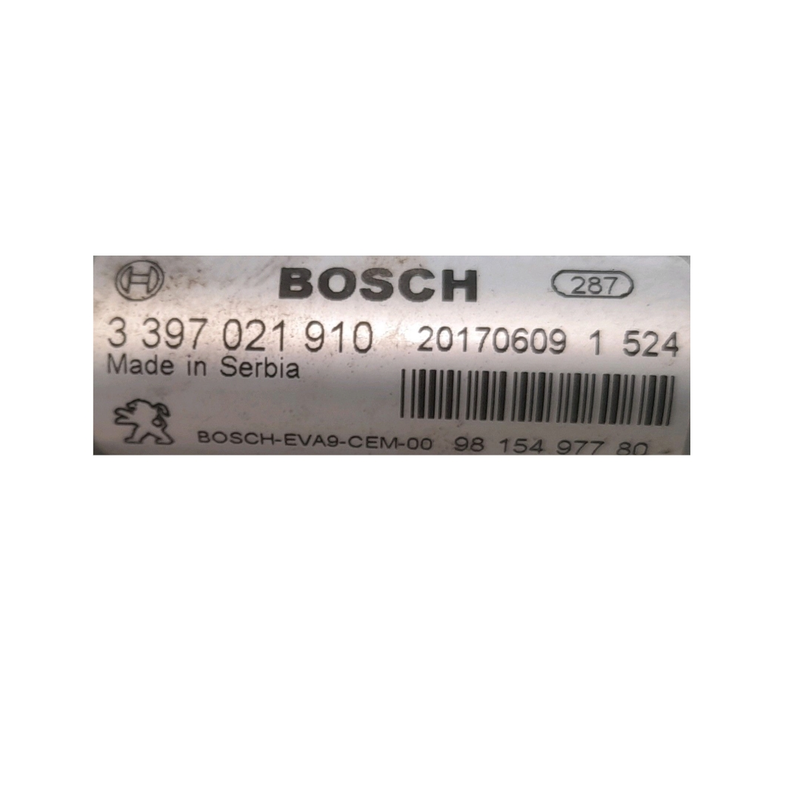 BOSCH 287
3 397 021 910 20170609 1 524
Made in Serbia
BOSCH-EVA9-CEM-00 98 154 977 80